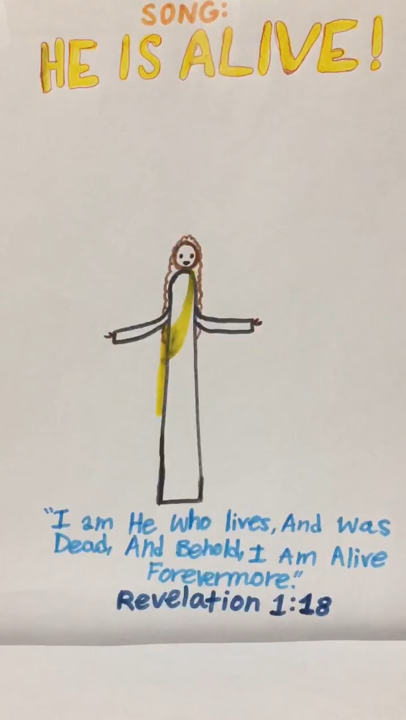 SONG:
HE IS ALIVE!
"I am He who lives, And was
Dead, And Behold, I Am Alive
Forevermore."
Revelation 1:18